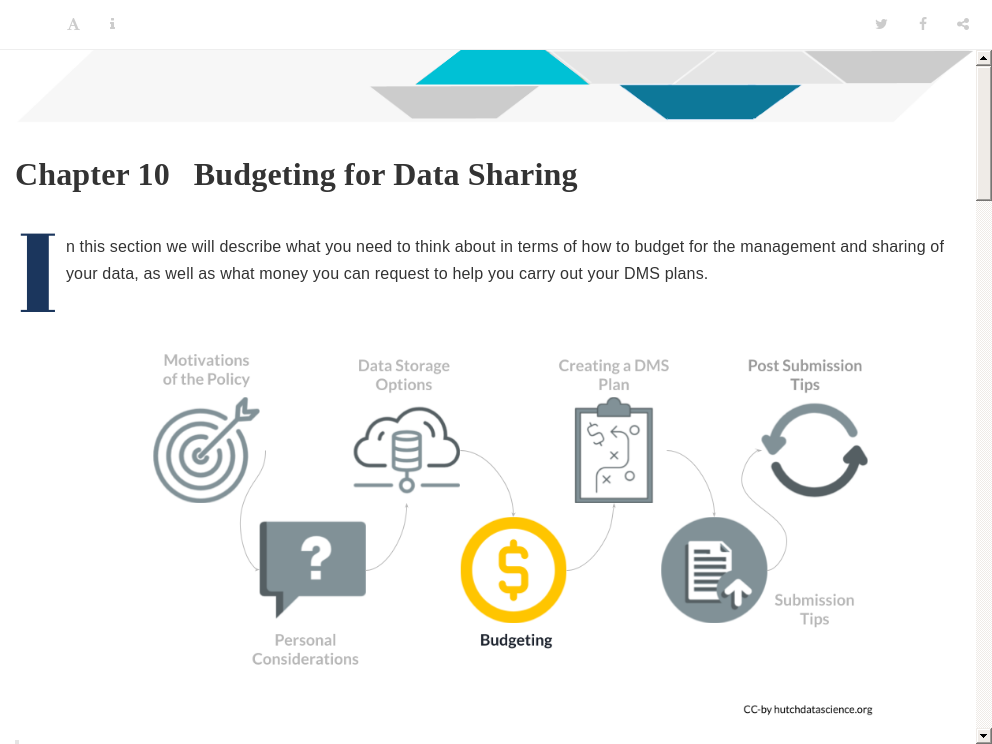 Chapter 10 Budgeting for Data Sharing
In this section we will describe what you need to think about in terms of how to budget for the management and sharing of
your data, as well as what money you can request to help you carry out your DMS plans.
Motivations
of the Policy
Data Storage
Options
Creating a DMS
Plan
Post Submission
Tips
Personal
Considerations
Budgeting
Submission
Tips
CC-by hutchdatascience.org